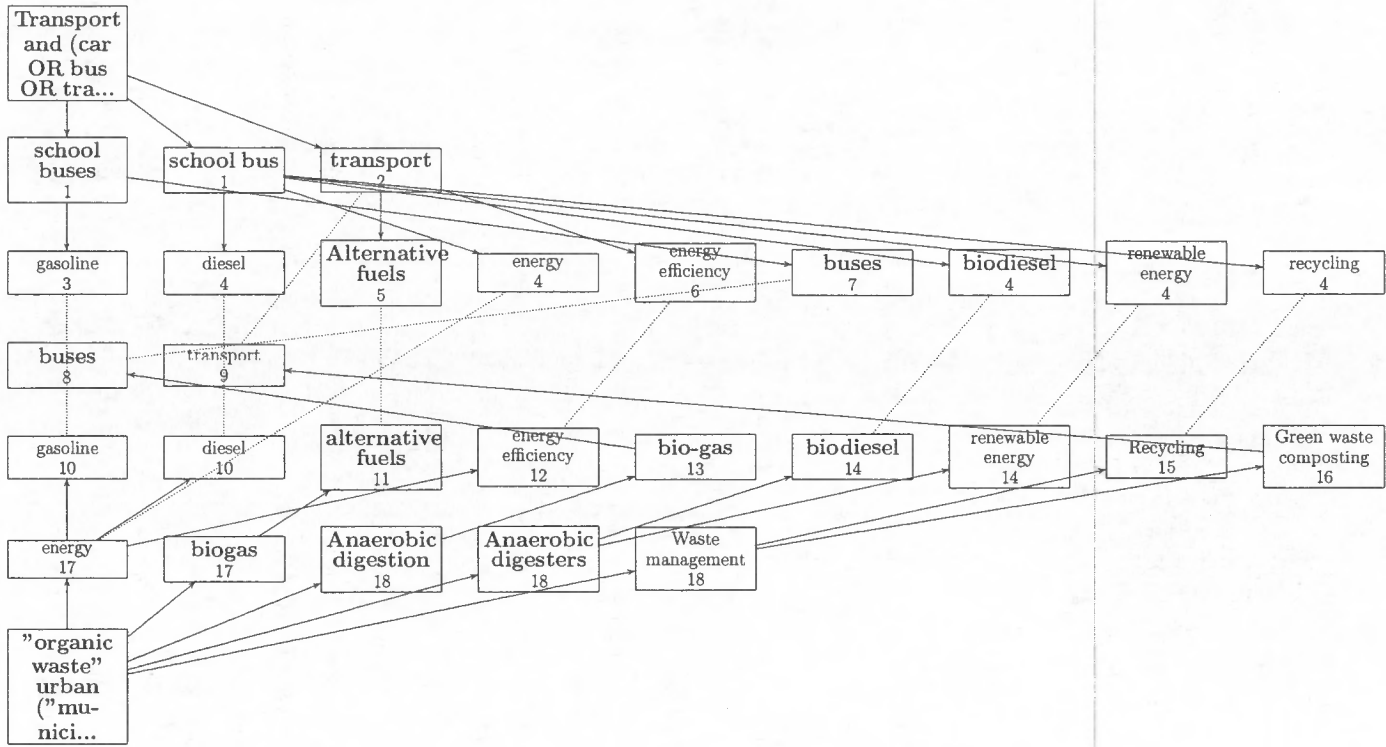 Transport
and (car
OR bus
OR tra...
school
buses
1
school bus
1
transport
2
gasoline
3
diesel
4
Alternative
fuels
5
energy
4
energy
efficiency
6
buses
7
biodiesel
4
renewable
energy
4
recycling
4
buses
8
transport
9
gasoline
10
diesel
10
alternative
fuels
11
energy
efficiency
12
bio-gas
13
biodiesel
14
renewable
energy
14
Recycling
15
Green waste
composting
16
energy
17
biogas
17
Anaerobic
digestion
18
Anaerobic
digesters
18
Waste
management
18
”organic
waste”
urban
(”mu-
nici...